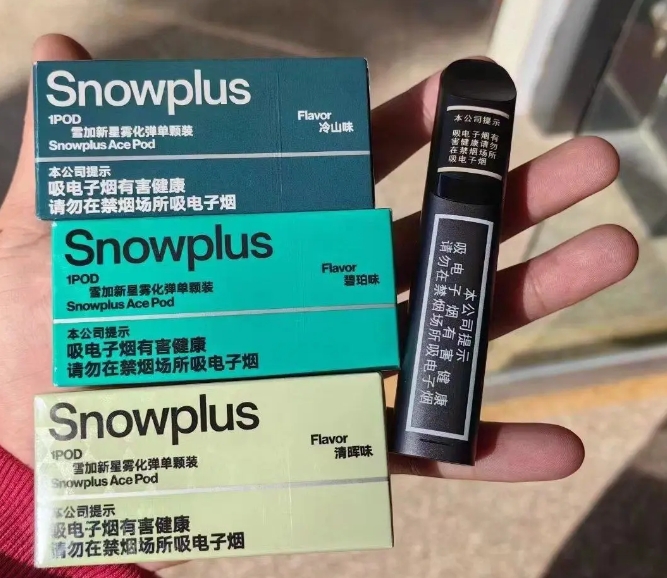 Snowplus
1POD
雪加新星雾化弹单颗装
Snowplus Ace Pod
Flavor
冷山味
本公司提示
吸电子烟有害健康
请勿在禁烟场所吸电子烟
Snowplus
1POD
雪加新星雾化弹单颗装
Snowplus Ace Pod
Flavor
碧珀味
本公司提示
吸电子烟有害健康
请勿在禁烟场所吸电子烟
Snowplus
1POD
雪加新星雾化弹单颗装
Snowplus Ace Pod
Flavor
清晖味
本公司提示
吸电子烟有害健康
请勿在禁烟场所吸电子烟
本公司提示
吸电子烟有
害健康请勿
在禁烟场所
吸电子烟
本公司提示
吸电子烟有害健康
请勿在禁烟场所吸电子烟